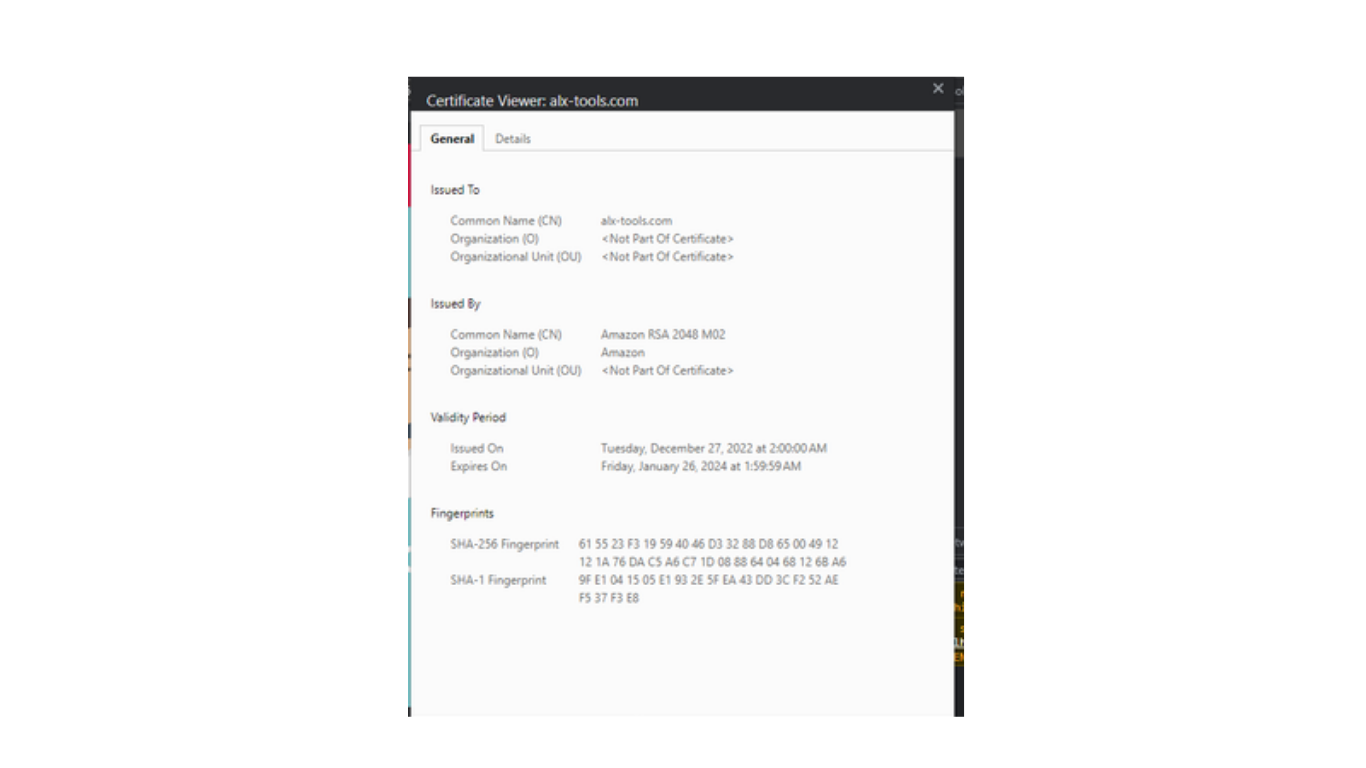 Certificate Viewer: alx-tools.com
General Details
Issued To
Common Name (CN) alx-tools.com
Organization (O) <Not Part Of Certificate>
Organizational Unit (OU) <Not Part Of Certificate>
Issued By
Common Name (CN) Amazon RSA 2048 M02
Organization (O) Amazon
Organizational Unit (OU) <Not Part Of Certificate>
Validity Period
Issued On Tuesday, December 27, 2022 at 2:00:00 AM
Expires On Friday, January 26, 2024 at 1:59:59 AM
Fingerprints
SHA-256 Fingerprint 61 55 23 F3 19 59 40 46 D3 32 88 D8 65 00 49 12
12 1A 76 DA C5 A6 C7 1D 08 88 64 04 68 12 6B A6
SHA-1 Fingerprint 9F E1 04 15 05 E1 93 2E 5F EA 43 DD 3C F2 52 AE
F5 37 F3 E8